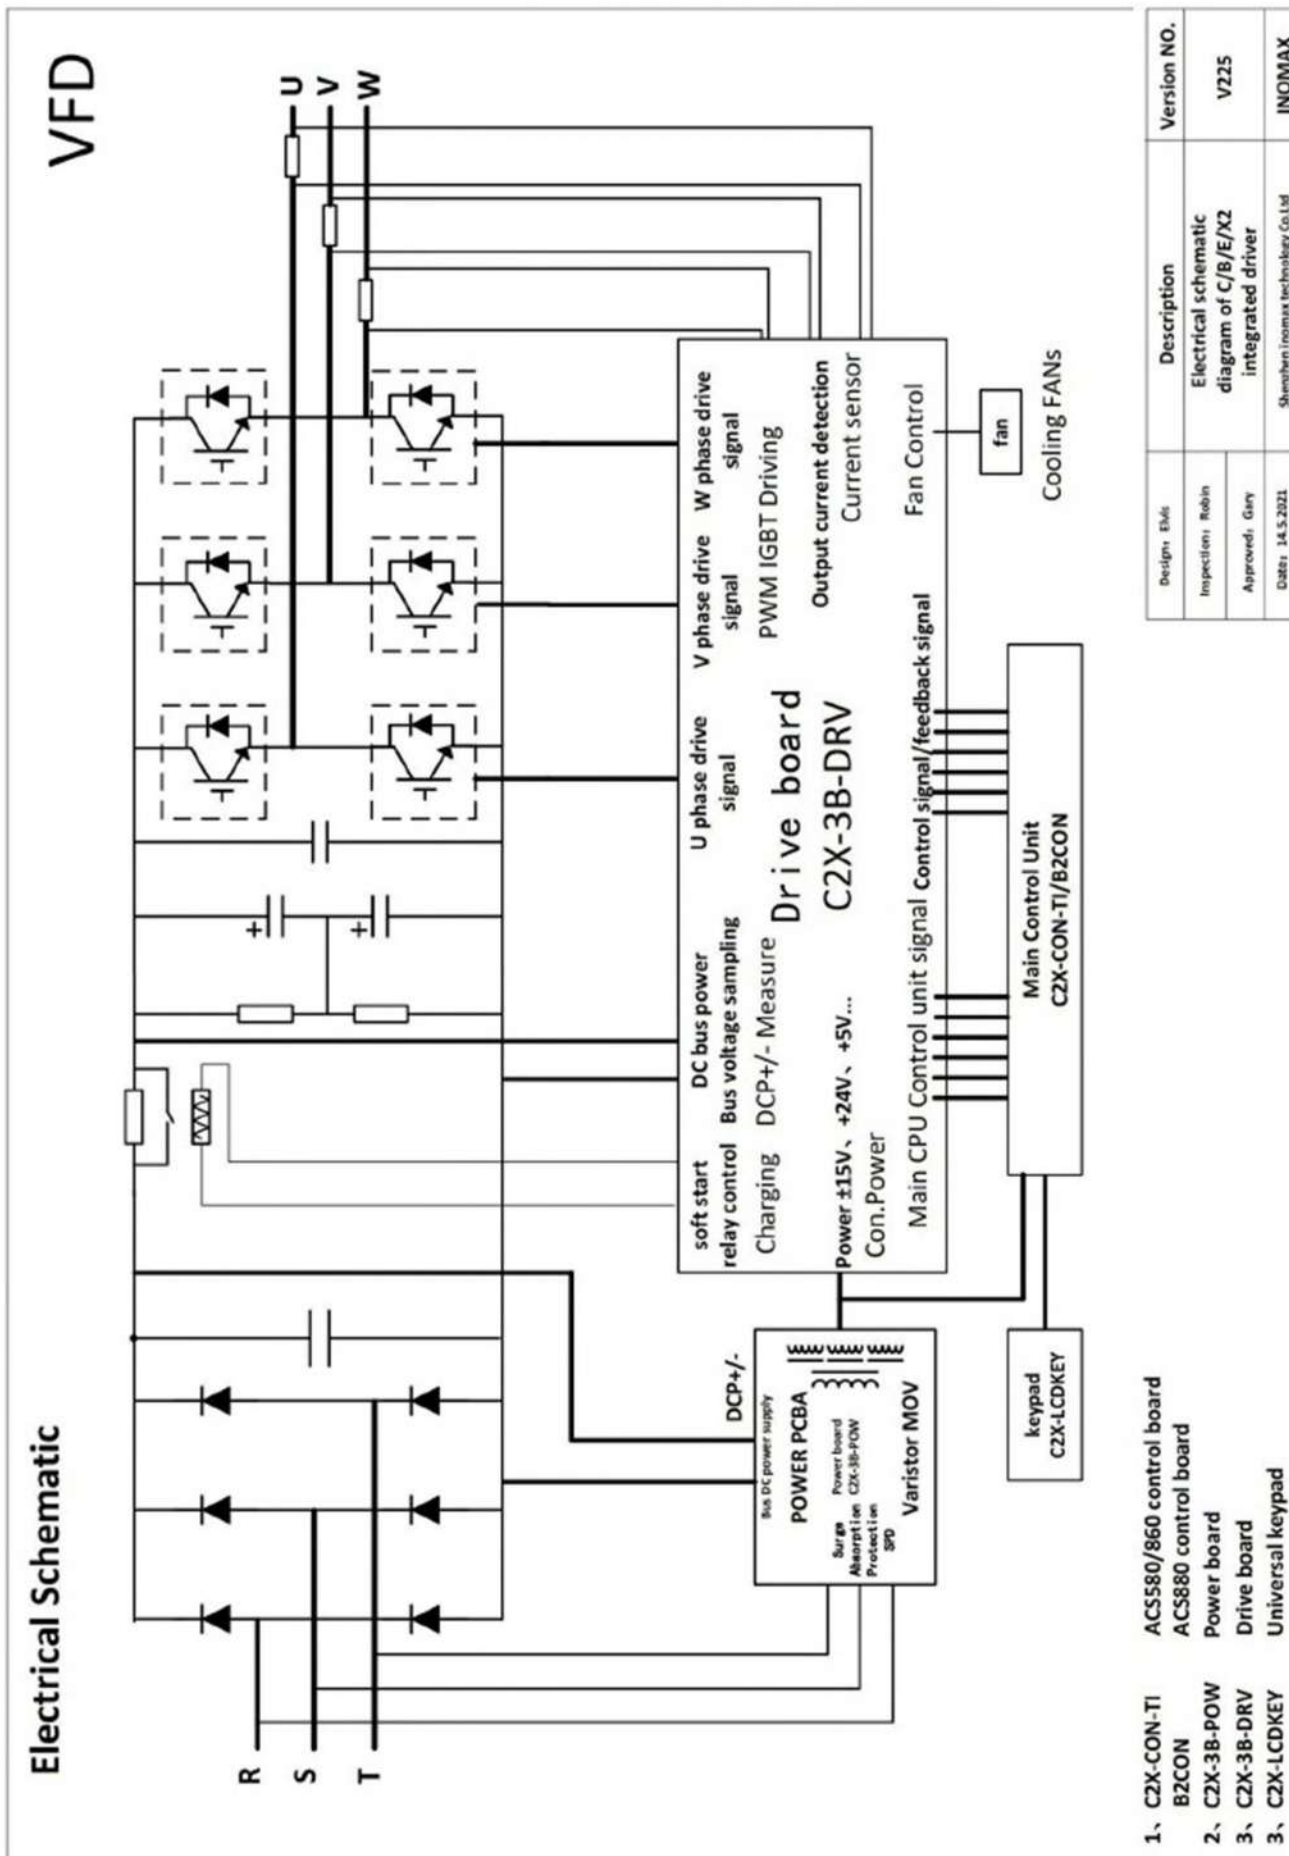 Electrical Schematic
VFD
R
S
T
U
V
W
DCP+/-
Bus DC power supply
POWER PCBA
Surge
Absorption
Protection
SPD
Power board
C2X-3B-POW
Varistor MOV
soft start
relay control
Charging
DC bus power
Bus voltage sampling
DCP+/- Measure
U phase drive
signal
V phase drive
signal
W phase drive
signal
PWM IGBT Driving
Drive board
C2X-3B-DRV
Output current detection
Current sensor
Power ±15V、+24V、+5V...
Con.Power
Fan Control
Main CPU Control unit signal
Control signal/feedback signal
fan
Cooling FANs
keypad
C2X-LCDKEY
Main Control Unit
C2X-CON-TI/B2CON
1、 C2X-CON-TI ACS580/860 control board
B2CON ACS880 control board
2、 C2X-3B-POW Power board
3、 C2X-3B-DRV Drive board
3、 C2X-LCDKEY Universal keypad
Design: Elvis
Description
Version NO.
Inspection: Robin
Approved: Gary
Electrical schematic
diagram of C/B/E/X2
integrated driver
V225
Date: 14.5.2021
Shenzhen inomax technology Co.Ltd
INOMAX